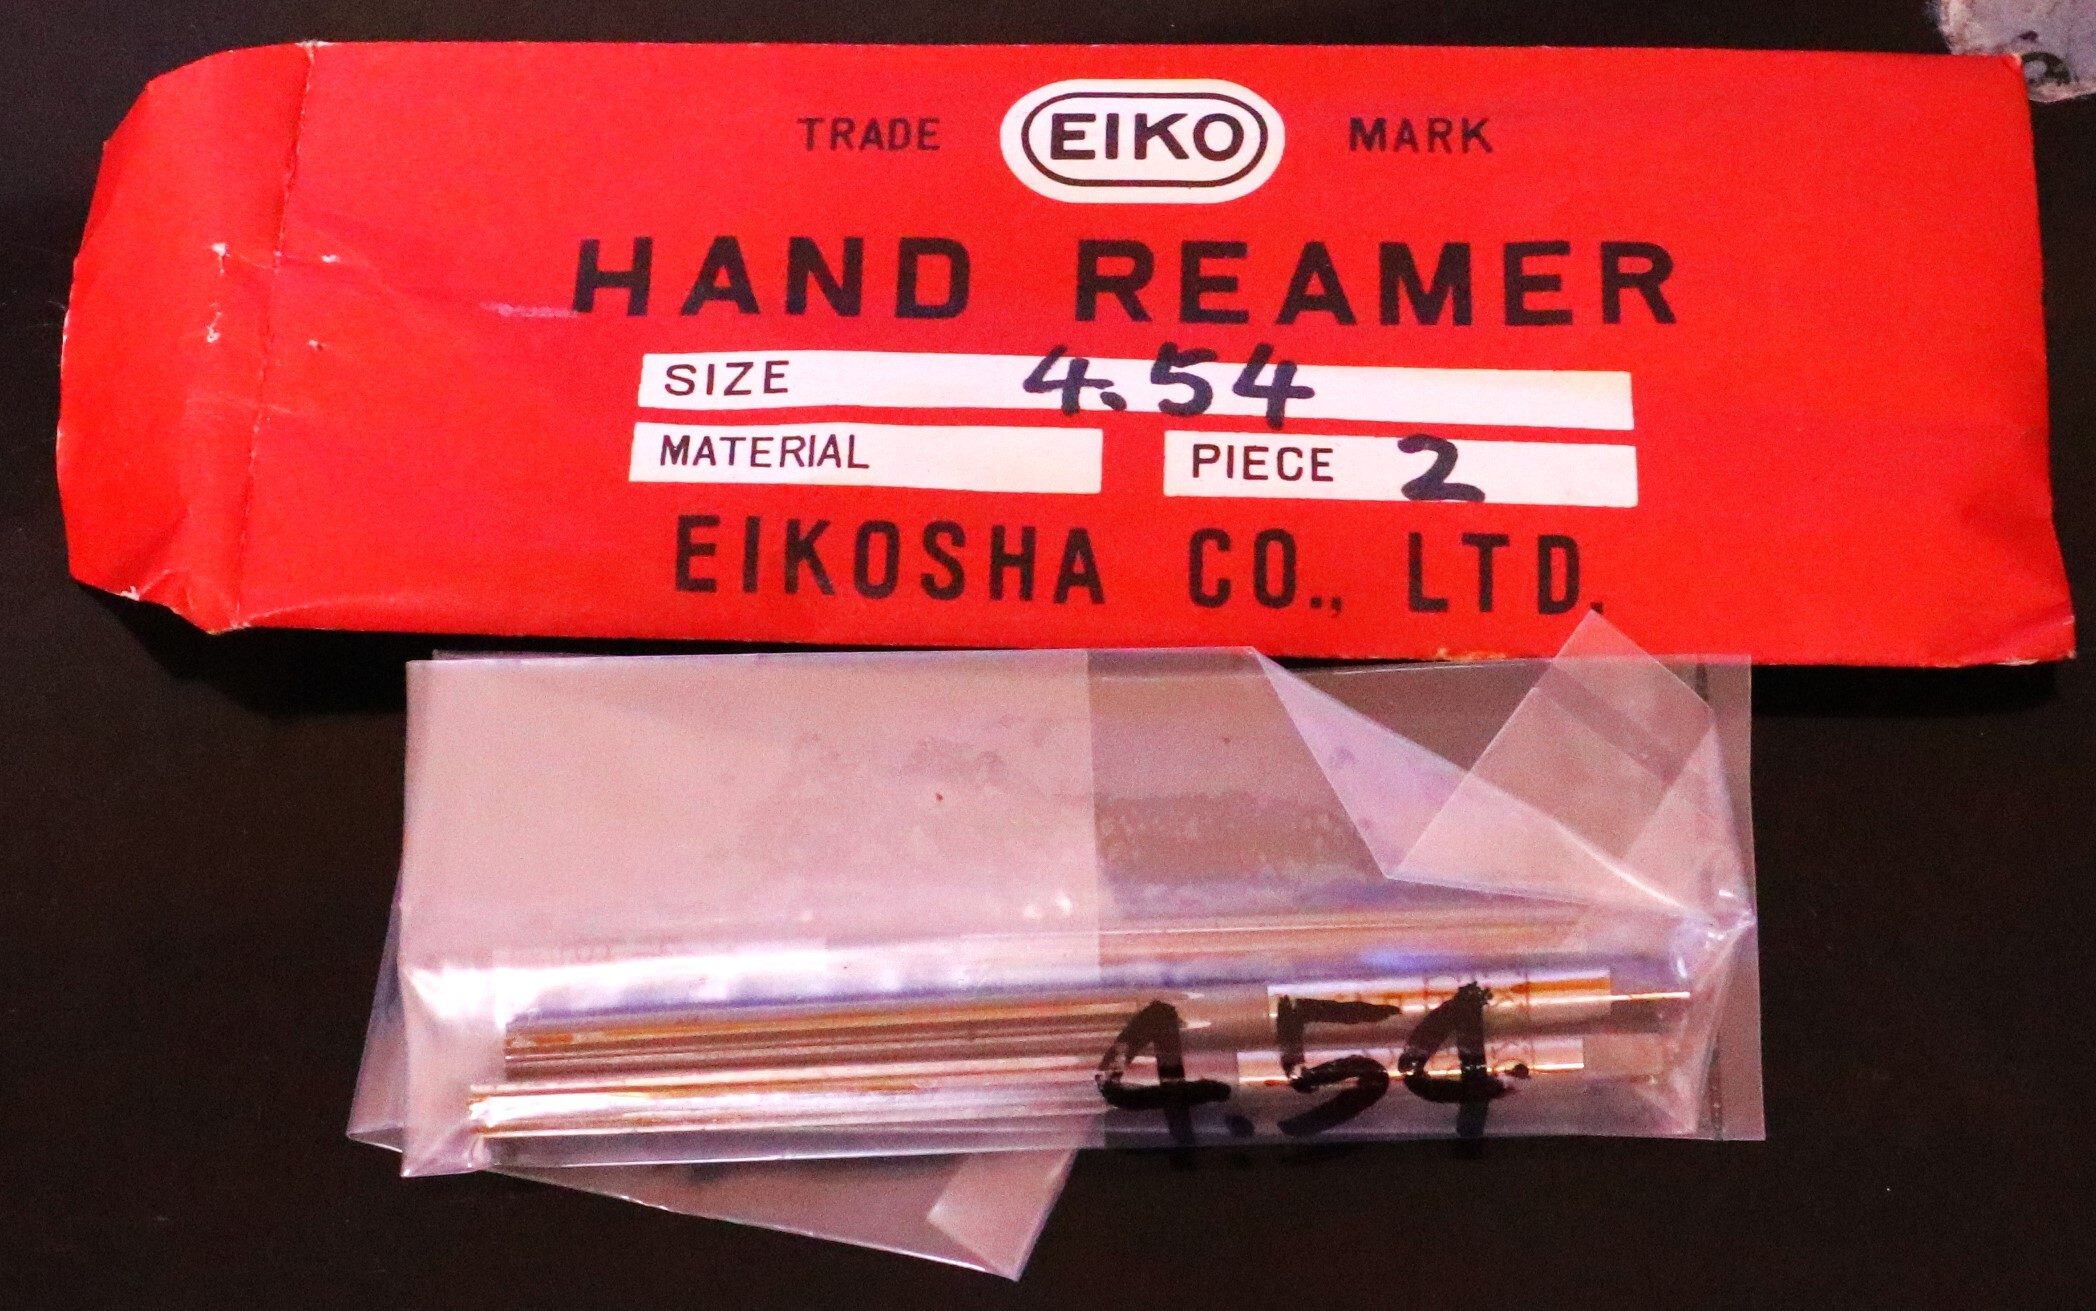 TRADE EIKO MARK
HAND REAMER
SIZE 4.54
MATERIAL PIECE 2
EIKOSHA CO., LTD.
4.54